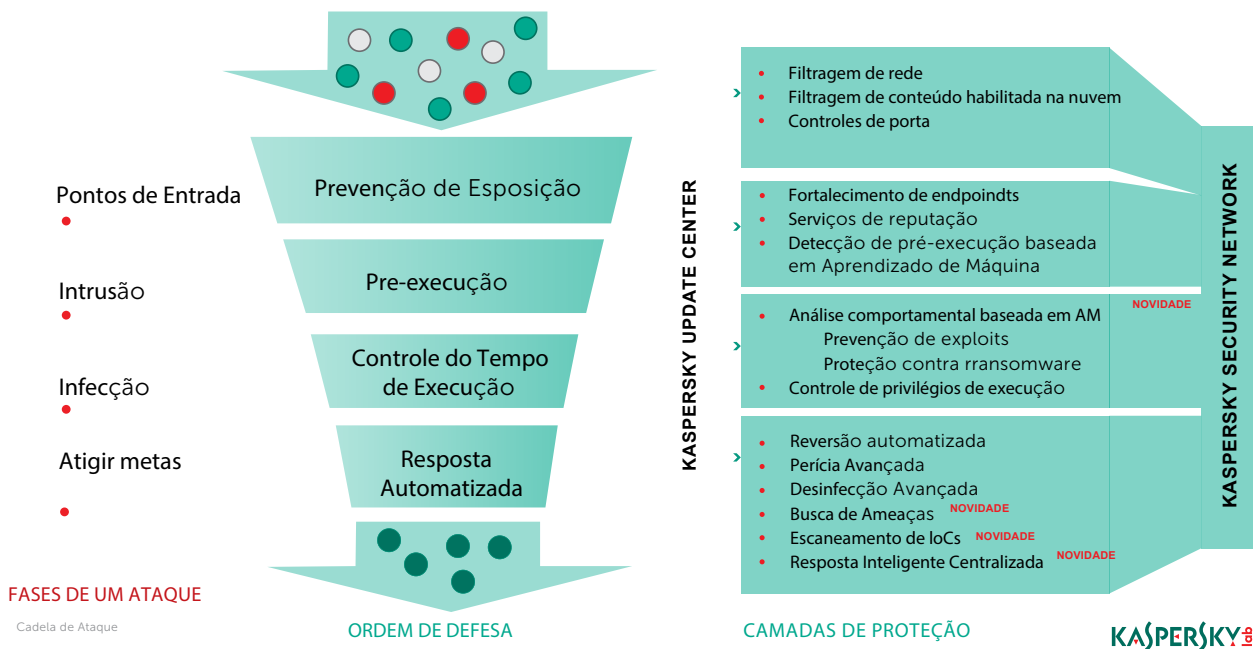 Pontos de Entrada
Intrusão
Infecção
Atigir metas
FASES DE UM ATAQUE
Cadela de Ataque
Prevenção de Esposição
Pre-execução
Controle do Tempo
de Execução
Resposta
Automatizada
ORDEM DE DEFESA
KASPERSKY UPDATE CENTER
Filtragem de rede
Filtragem de conteúdo habilitada na nuvem
Controles de porta
Fortalecimento de endpoindts
Serviços de reputação
Detecção de pré-execução baseada
em Aprendizado de Máquina
Análise comportamental baseada em AM NOVIDADE
Prevenção de exploits
Proteção contra rransomware
Controle de privilégios de execução
Reversão automatizada
Perícia Avançada
Desinfecção Avançada
Busca de Ameaças NOVIDADE
Escaneamento de IoCs NOVIDADE
Resposta Inteligente Centralizada NOVIDADE
CAMADAS DE PROTEÇÃO
KASPERSKY SECURITY NETWORK
KASPERSKY lab